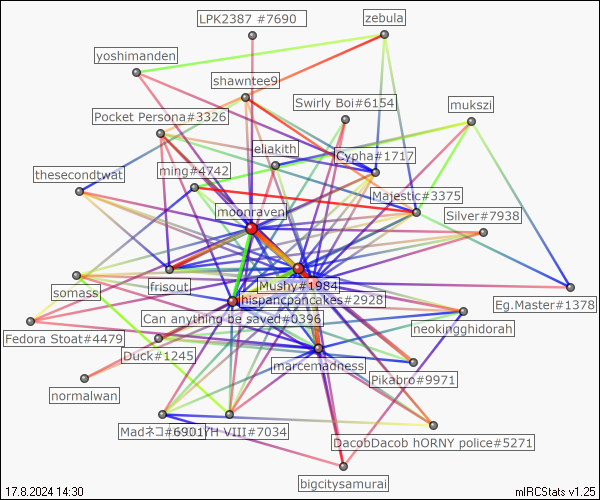 LPK2387 #7690
zebula
yoshimanden
shawntee9
Swirly Boi#6154
mukszi
Pocket Persona#3326
eliakith
Cypha#1717
thesecondtwat
ming#4742
Majestic#3375
moonraven
Silver#7938
frisout
Mushy#1984
somass
hispancpancakes#2928
Eg.Master#1378
Can anything be saved#0396
neokingghidorah
Fedora Stoat#4479
Duck#1245
marcemadness
Pikabro#9971
normalwan
Madネコ#6901
VIII#7034
DacobDacob hORNY police#5271
bigcitysamurai
17.8.2024 14:30
mIRCStats v1.25